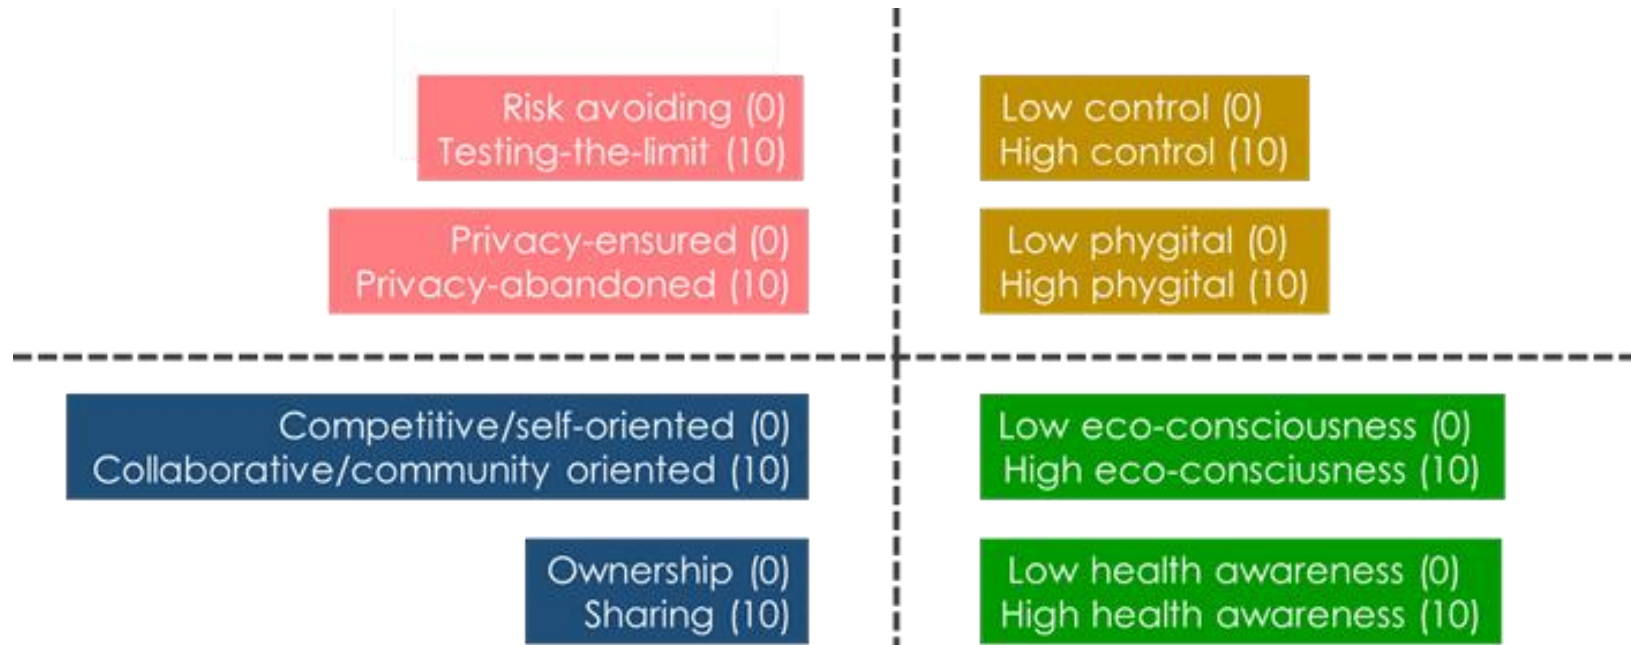 Risk avoiding (0)
Testing-the-limit (10)
Low control (0)
High control (10)
Privacy-ensured (0)
Privacy-abandoned (10)
Low phygital (0)
High phygital (10)
Competitive/self-oriented (0)
Collaborative/community oriented (10)
Low eco-consciousness (0)
High eco-consciusness (10)
Ownership (0)
Sharing (10)
Low health awareness (0)
High health awareness (10)